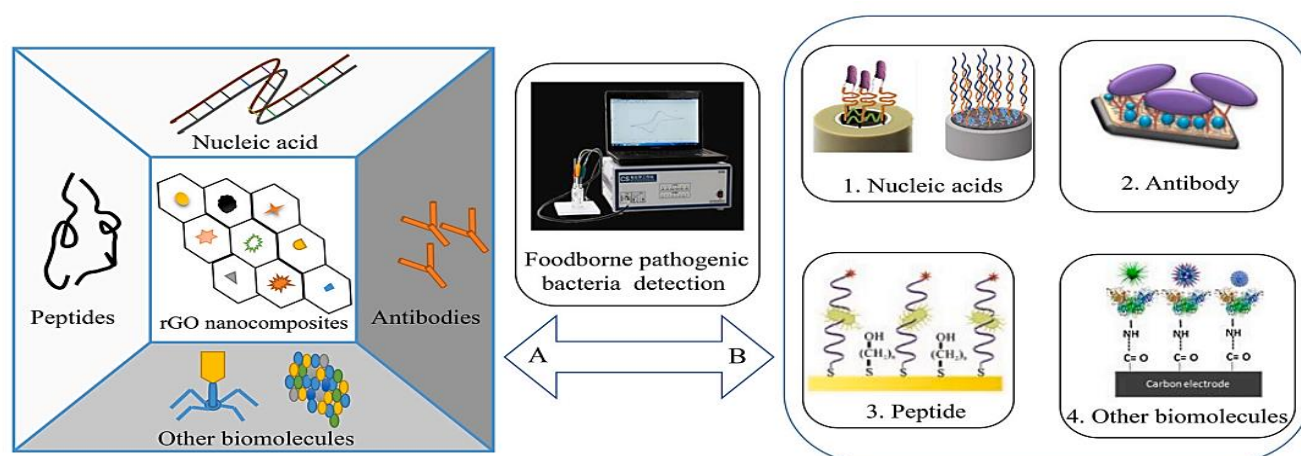 Nucleic acid
Peptides
rGO nanocomposites
Antibodies
Other biomolecules
Foodborne pathogenic
bacteria detection
A
B
1. Nucleic acids
2. Antibody
OH
(CH₂)ₙ
S
OH
(CH₂)ₙ
S
S
S
S
3. Peptide
NH
NH
NH
C= O
C= O
C= O
Carbon electrode
4. Other biomolecules